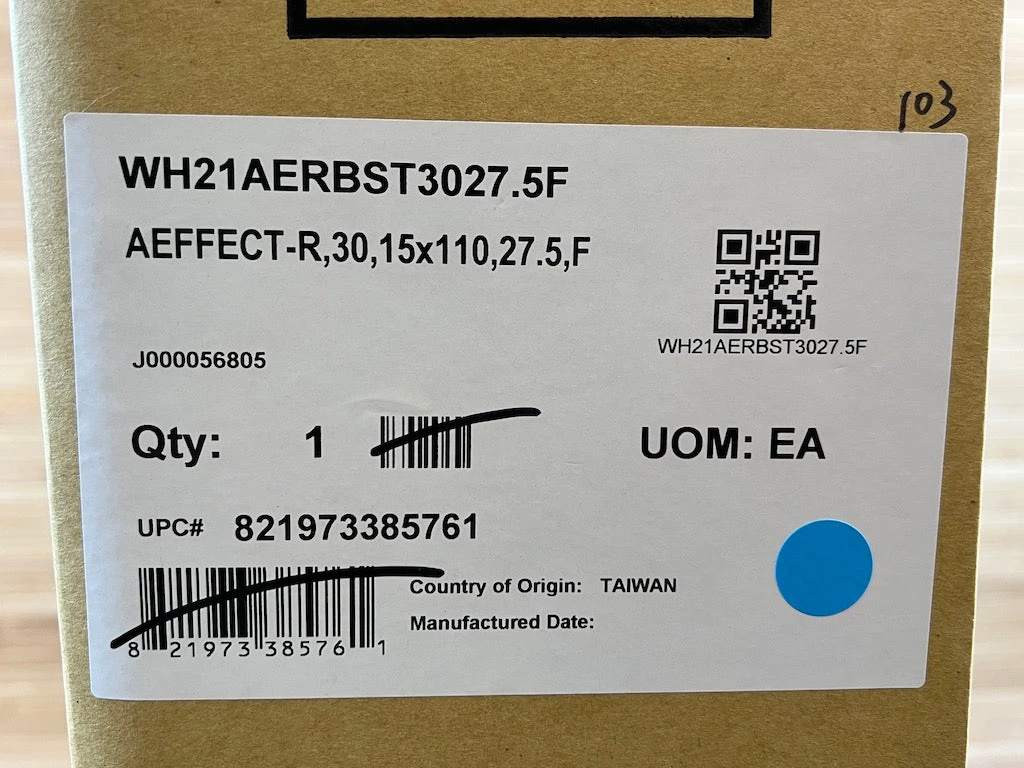 103
WH21AERBST3027.5F
AEFFECT-R,30,15x110,27.5,F
WH21AERBST3027.5F
J000056805
Qty: 1 UOM: EA
UPC# 821973385761
Country of Origin: TAIWAN
Manufactured Date:
8 21973 38576 1